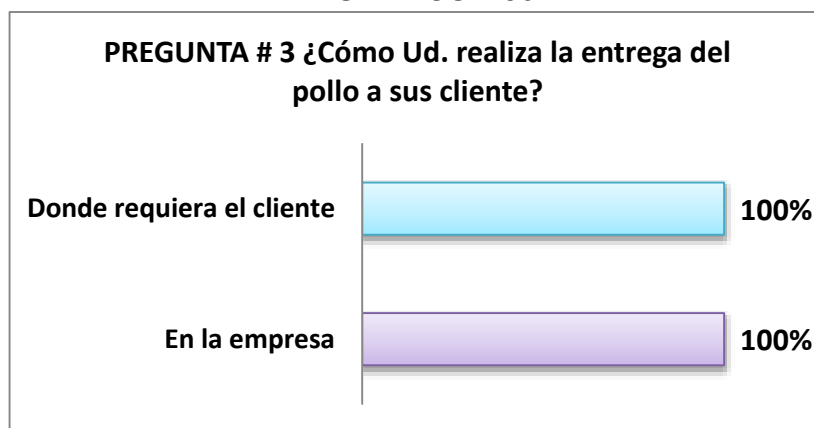 PREGUNTA # 3 ¿Cómo Ud. realiza la entrega del
pollo a sus cliente?
Donde requiera el cliente
100%
En la empresa
100%